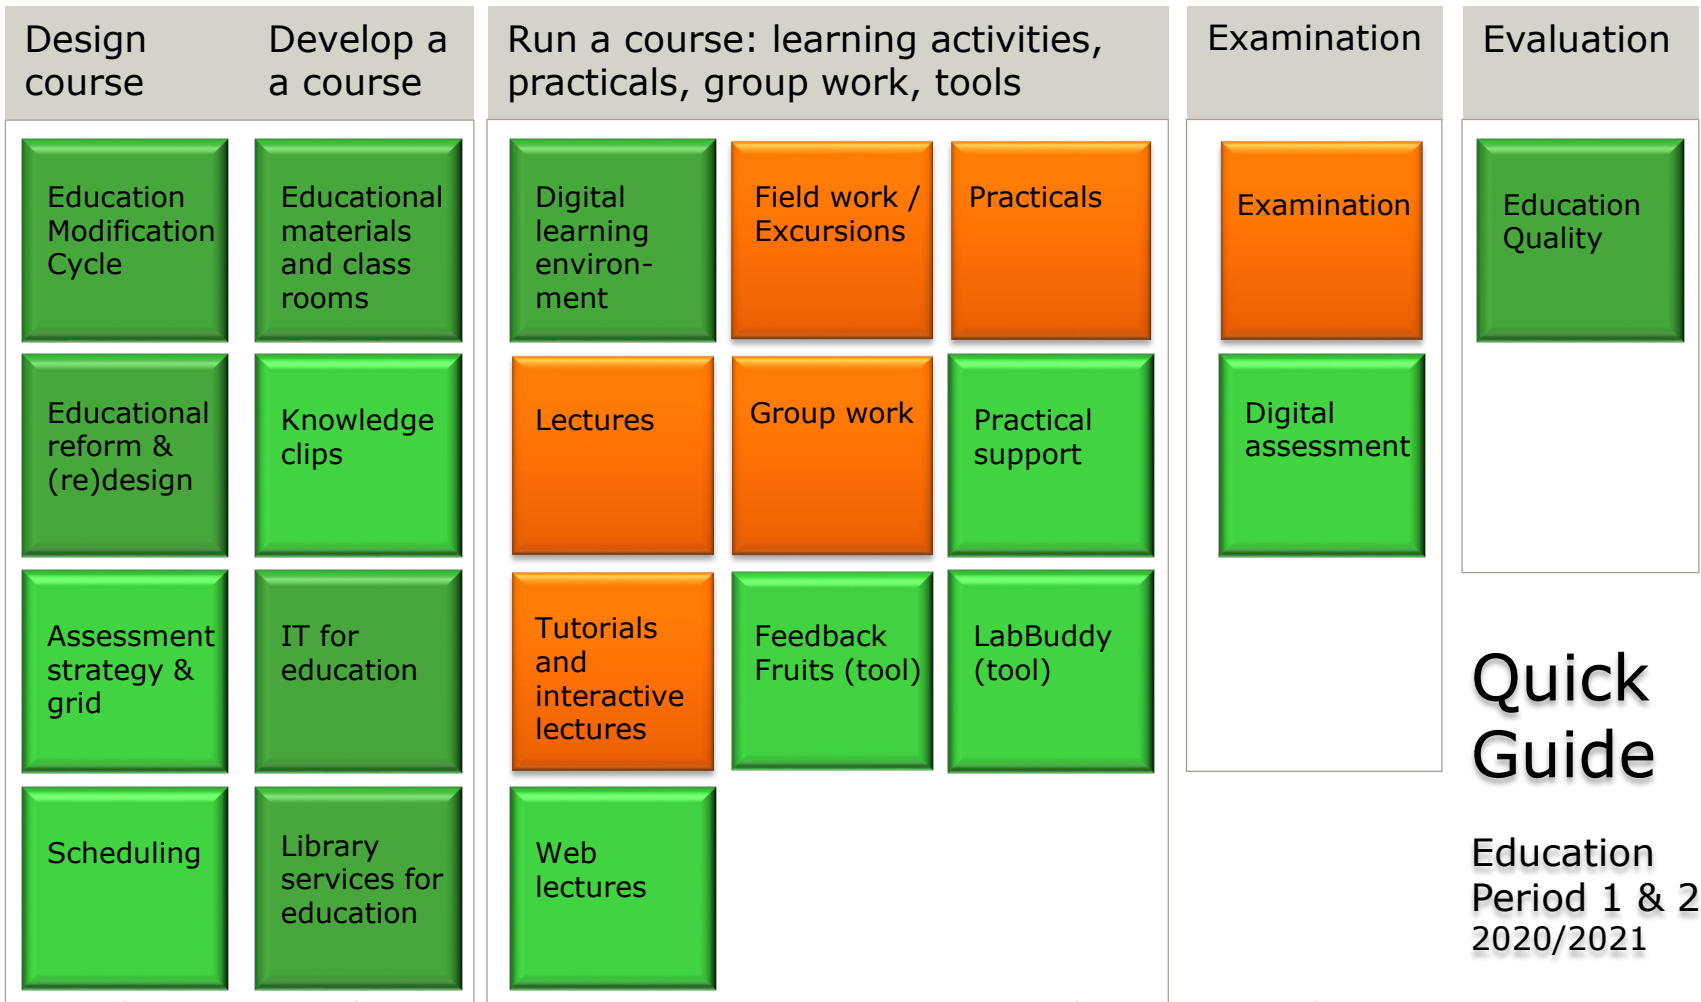 Design
course
Develop a
a course
Run a course: learning activities,
practicals, group work, tools
Examination
Evaluation
Education
Modification
Cycle
Educational
materials
and class
rooms
Digital
learning
environ-
ment
Field work /
Excursions
Practicals
Examination
Education
Quality
Educational
reform &
(re)design
Knowledge
clips
Lectures
Group work
Practical
support
Digital
assessment
Assessment
strategy &
grid
IT for
education
Tutorials
and
interactive
lectures
Feedback
Fruits (tool)
LabBuddy
(tool)
Scheduling
Library
services for
education
Web
lectures
Quick
Guide
Education
Period 1 & 2
2020/2021